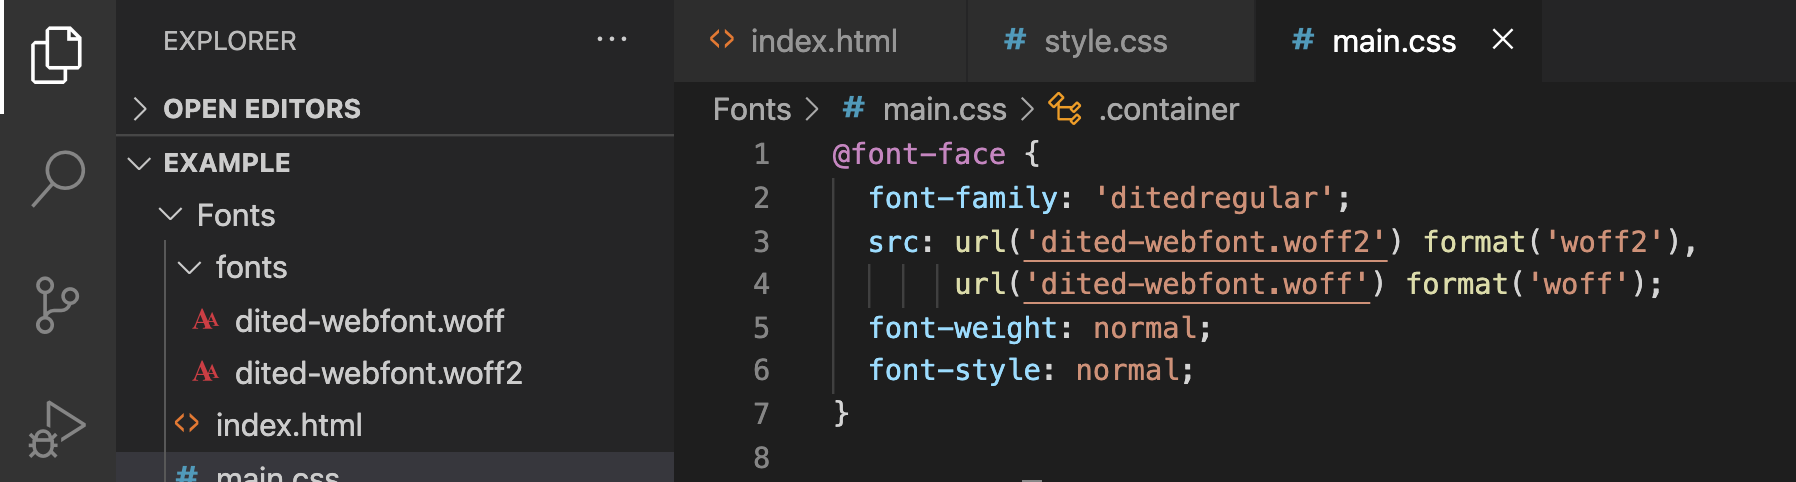 EXPLORER ...
OPEN EDITORS
EXAMPLE
Fonts
fonts
dited-webfont.woff
dited-webfont.woff2
index.html
main.css
index.html # style.css # main.css
Fonts > # main.css > .container
1 @font-face {
2 font-family: 'ditedregular';
3 src: url('dited-webfont.woff2') format('woff2'),
4 url('dited-webfont.woff') format('woff');
5 font-weight: normal;
6 font-style: normal;
7 }
8